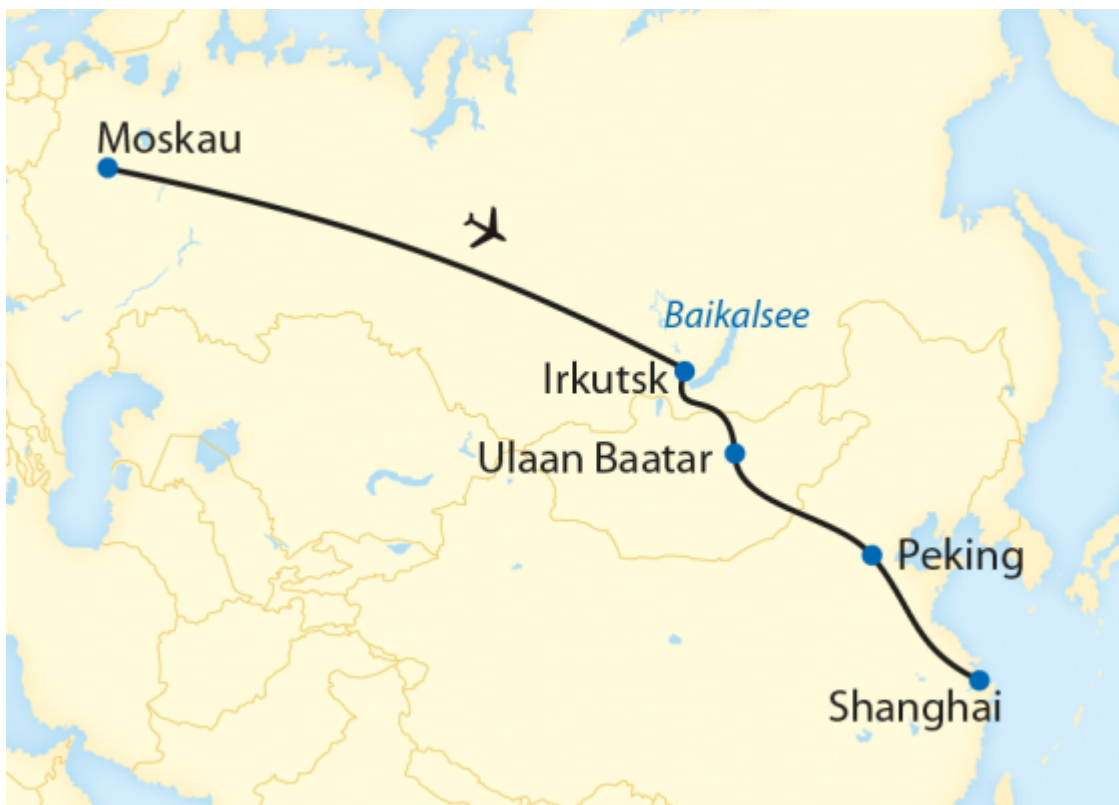 Moskau
Baikalsee
Irkutsk
Ulaan Baatar
Peking
Shanghai